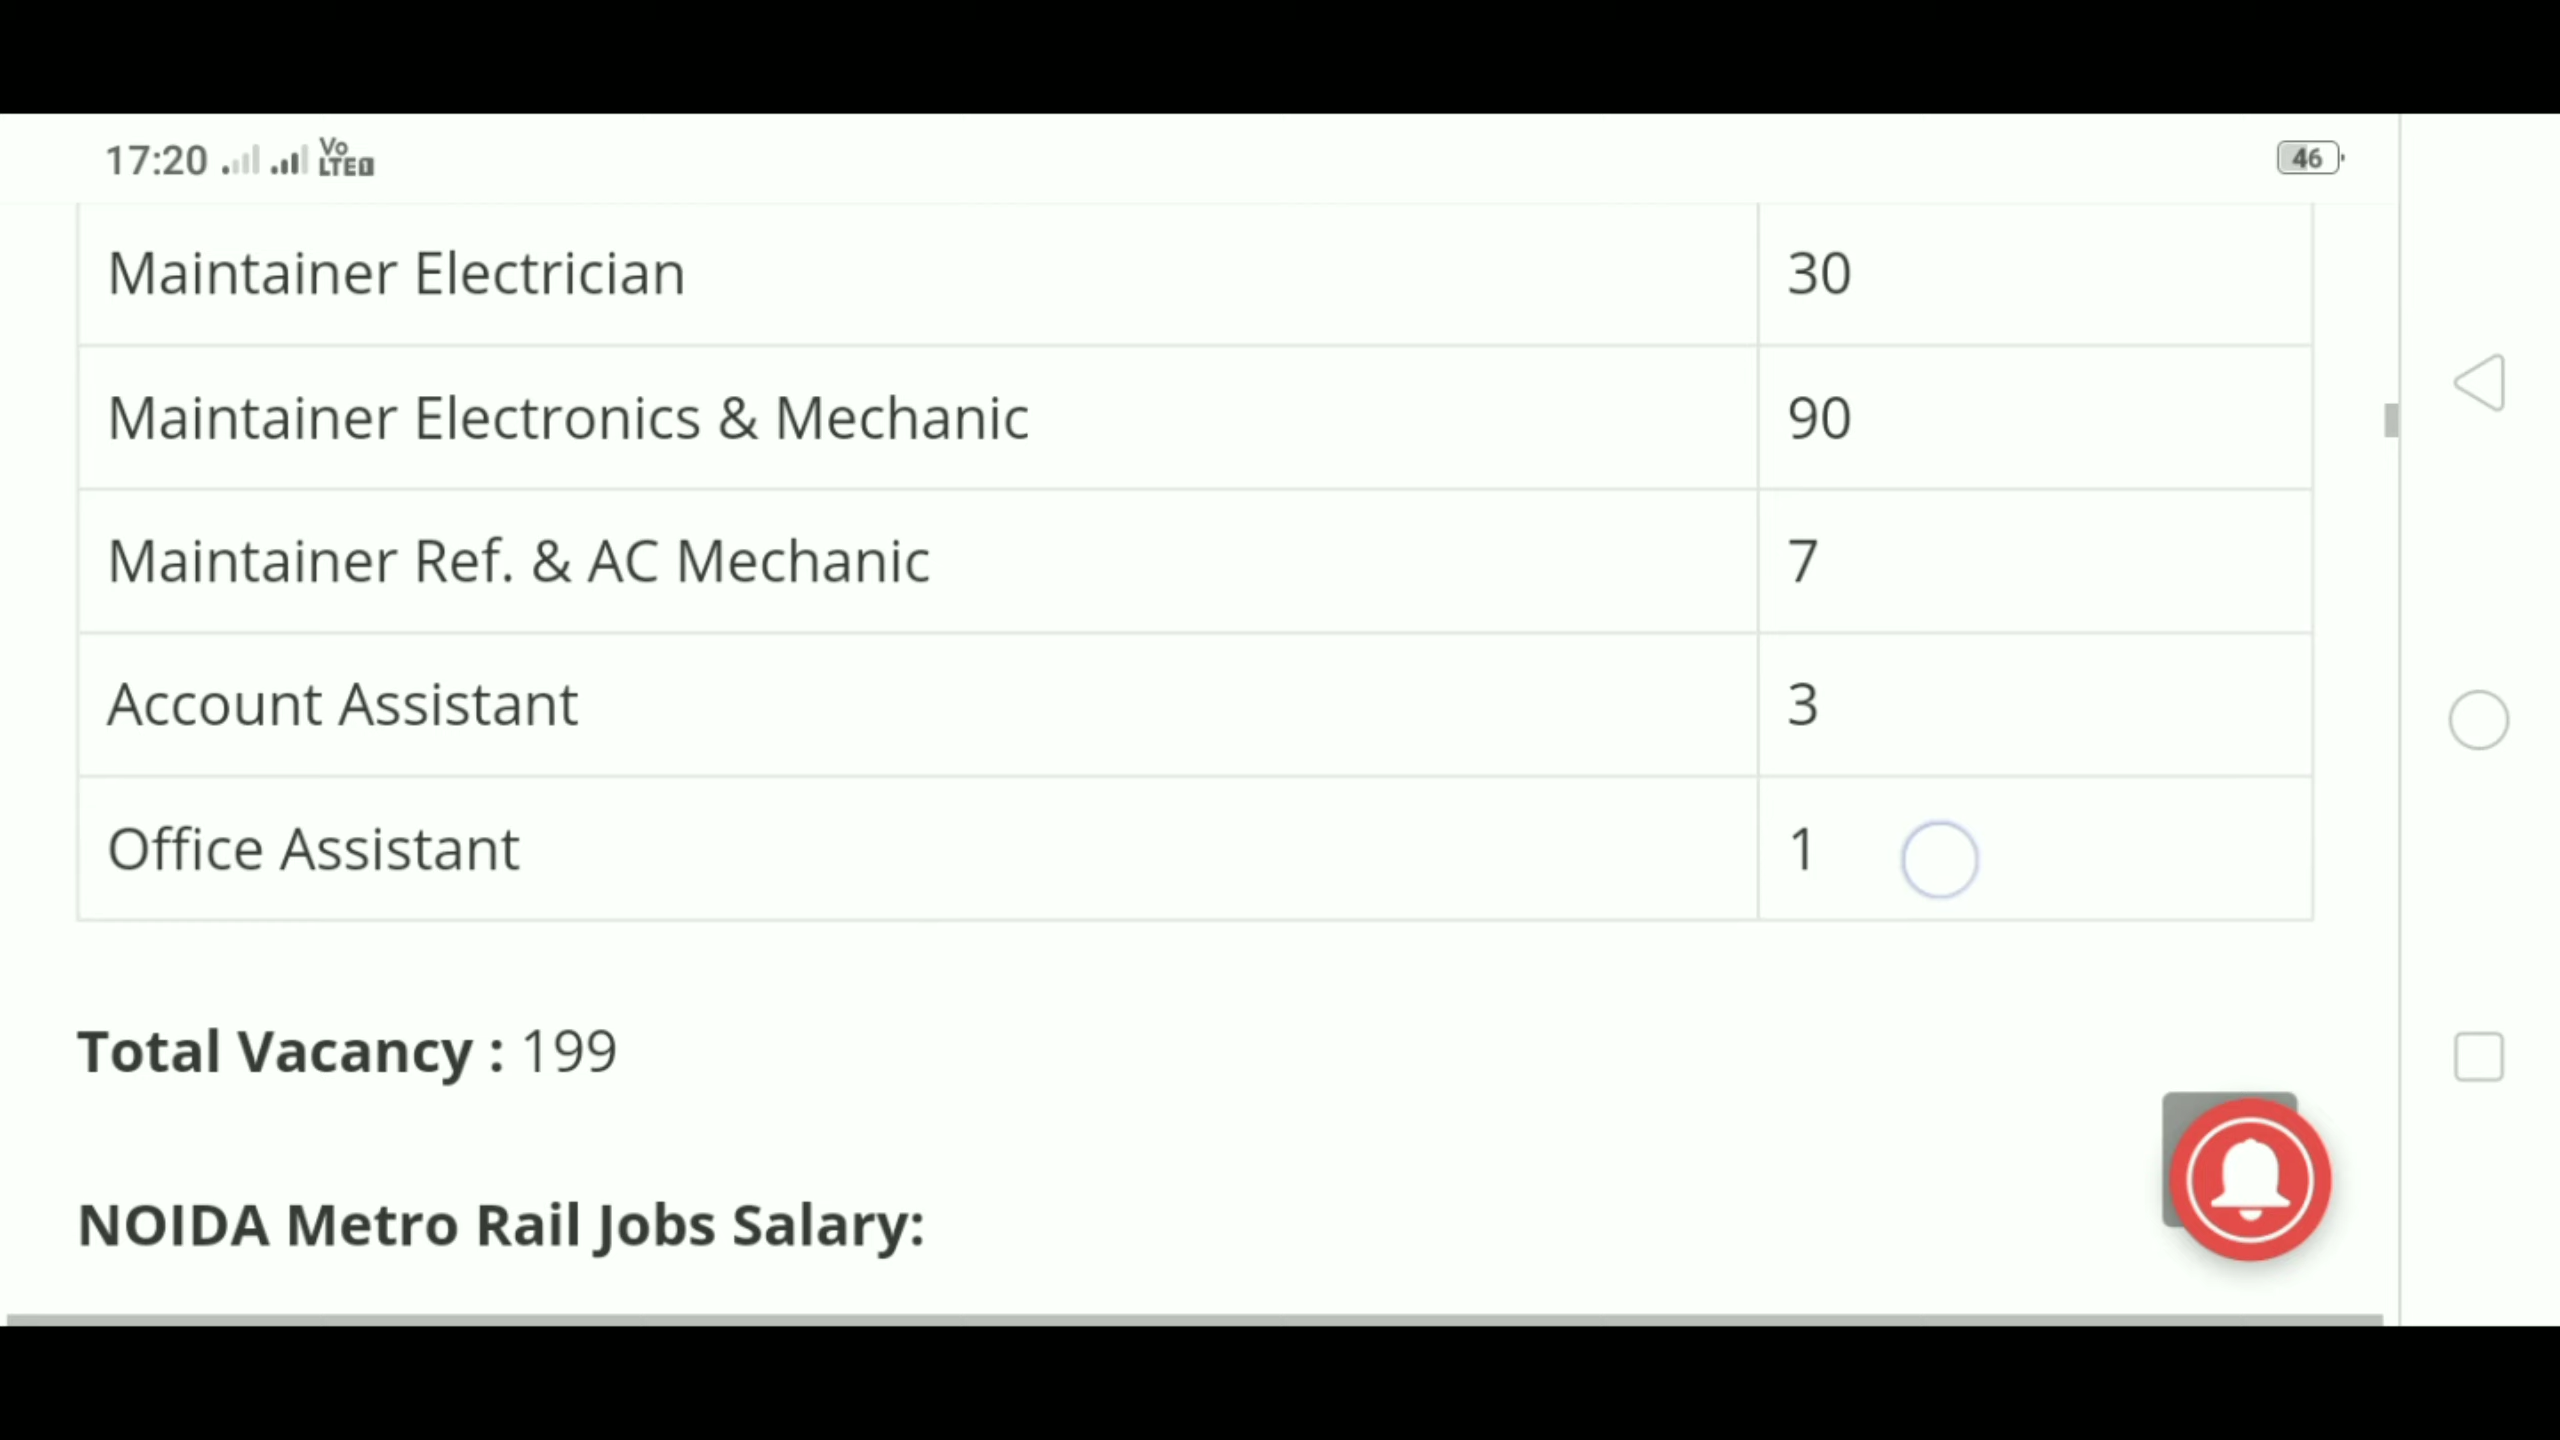 17:20 Vo LTE1 46
Maintainer Electrician 30
Maintainer Electronics & Mechanic 90
Maintainer Ref. & AC Mechanic 7
Account Assistant 3
Office Assistant 1
Total Vacancy : 199
NOIDA Metro Rail Jobs Salary: